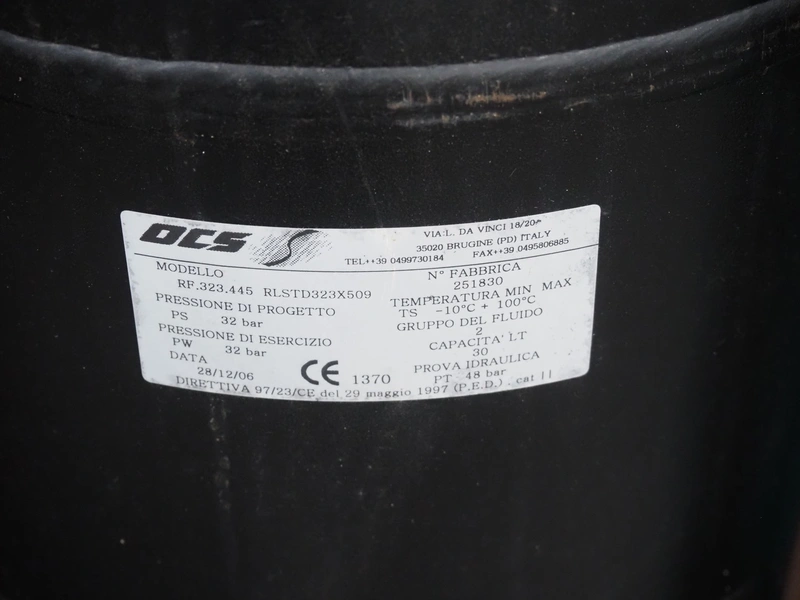 OCS
VIA:L. DA VINCI 18/20
35020 BRUGINE (PD) ITALY
TEL++39 0499730184 FAX++39 0495806885
MODELLO
RF.323.445 RLSTD323X509
N° FABBRICA
251830
PRESSIONE DI PROGETTO
PS 32 bar
TEMPERATURA MIN MAX
TS -10°C + 100°C
PRESSIONE DI ESERCIZIO
PW 32 bar
GRUPPO DEL FLUIDO
2
CAPACITA' LT
30
DATA
28/12/06
CE 1370
PROVA IDRAULICA
PT 48 bar
DIRETTIVA 97/23/CE del 29 maggio 1997 (P.E.D.) . cat II